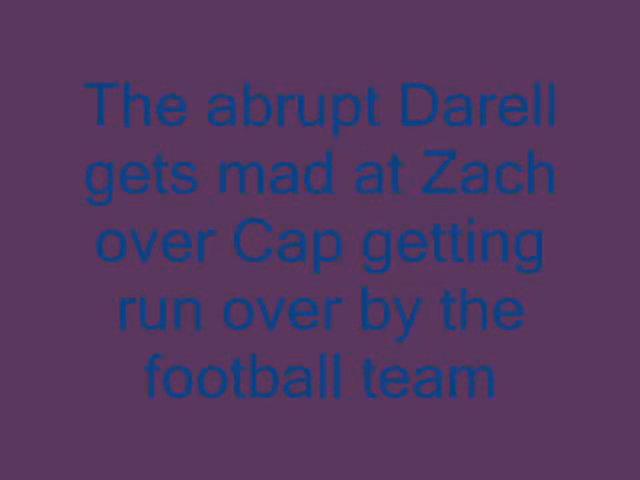 The abrupt Darell
gets mad at Zach
over Cap getting
run over by the
football team